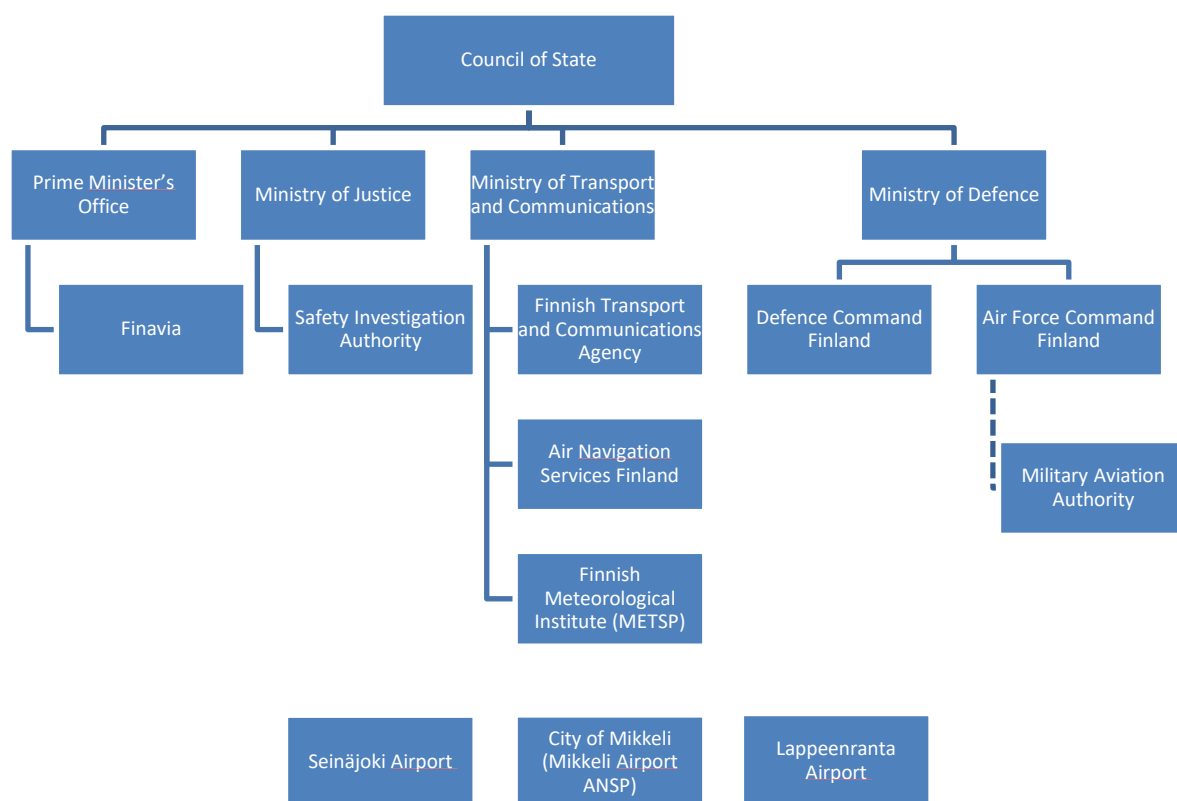 Council of State
Prime Minister’s
Office
Ministry of Justice
Ministry of Transport
and Communications
Ministry of Defence
Finavia
Safety Investigation
Authority
Finnish Transport
and Communications
Agency
Defence Command
Finland
Air Force Command
Finland
Air Navigation
Services Finland
Military Aviation
Authority
Finnish
Meteorological
Institute (METSP)
Seinäjoki Airport
City of Mikkeli
(Mikkeli Airport
ANSP)
Lappeenranta
Airport